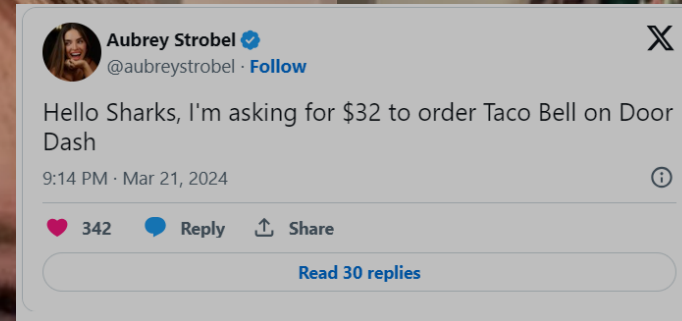 Aubrey Strobel
@aubreystrobel · Follow
Hello Sharks, I'm asking for $32 to order Taco Bell on Door
Dash
9:14 PM · Mar 21, 2024
342 Reply Share
Read 30 replies